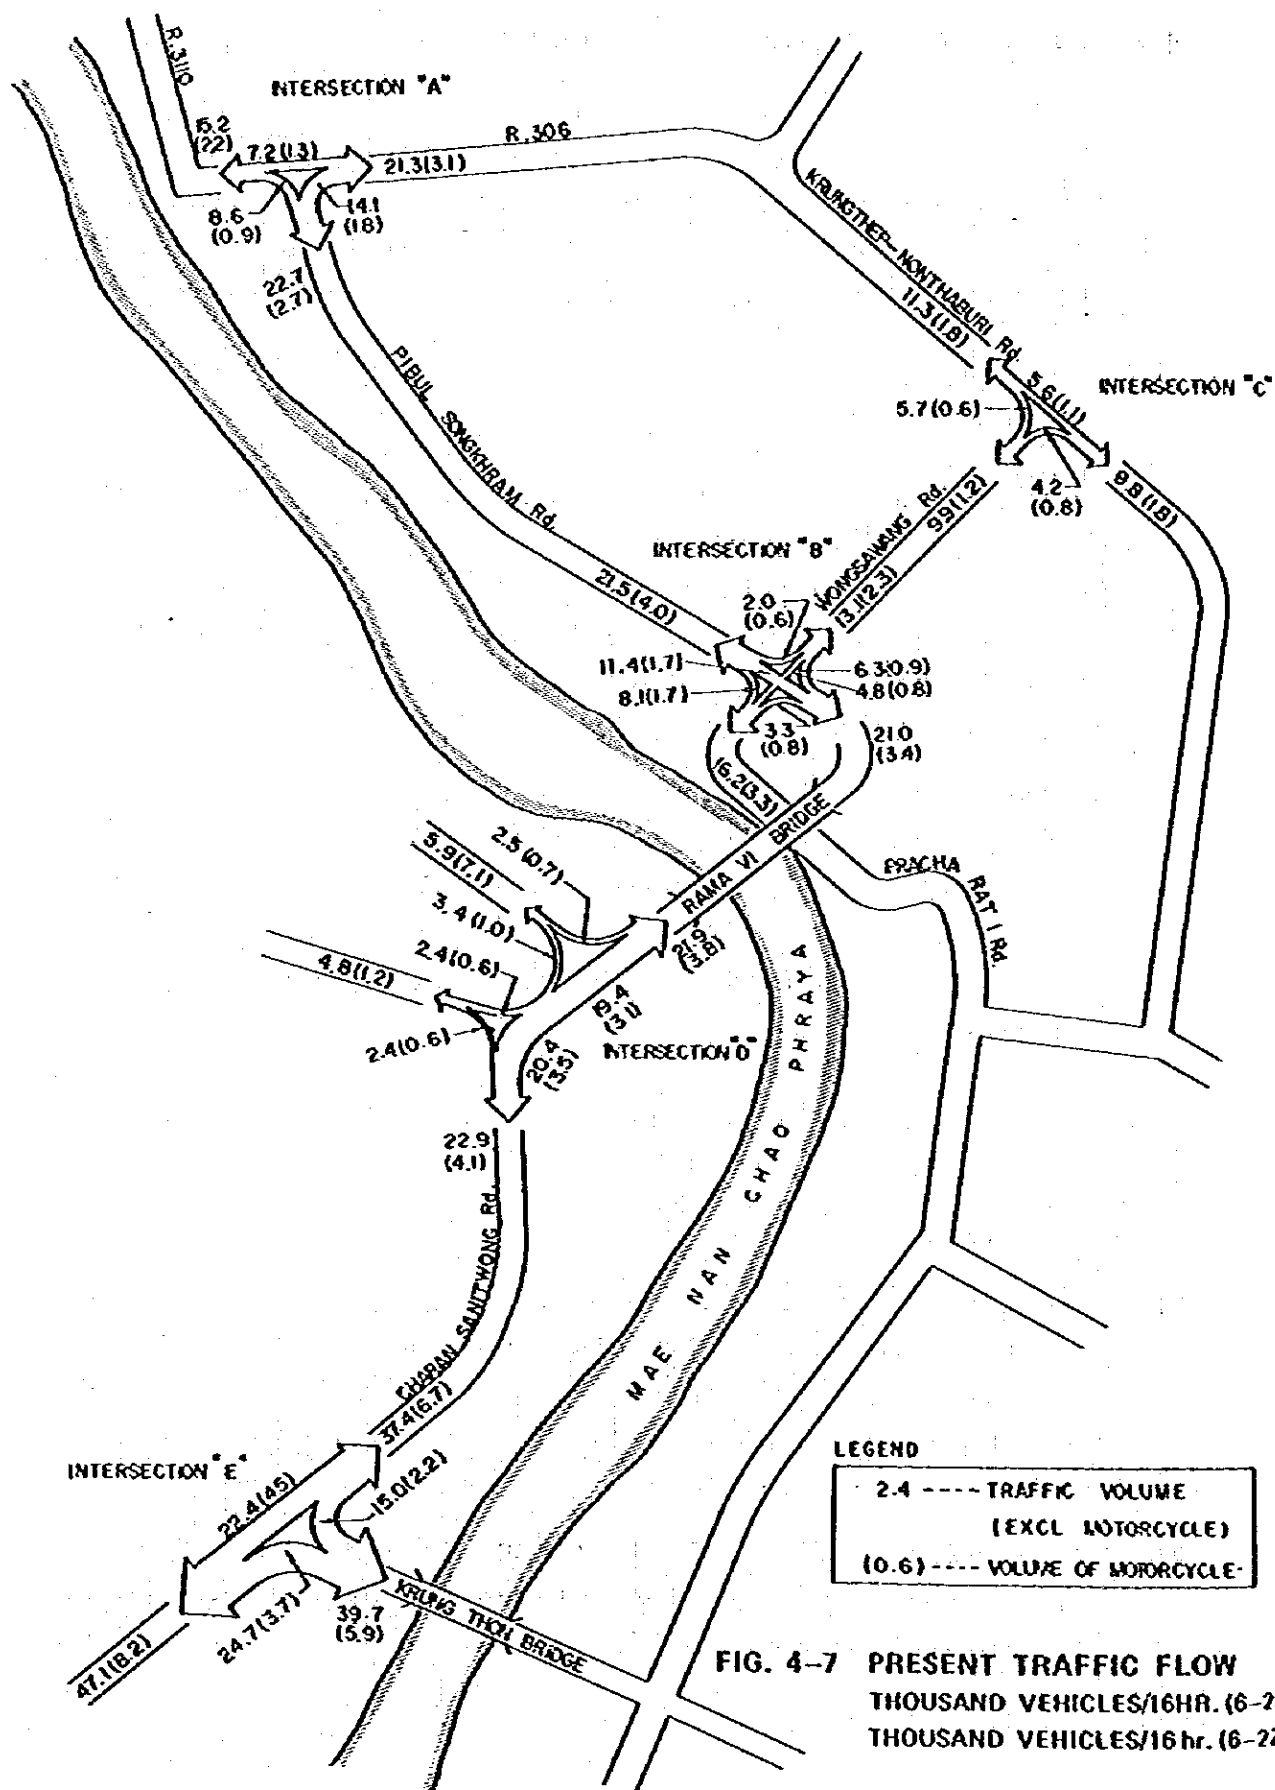 R.3110
INTERSECTION "A"
15.2
(2.2)
7.2(1.3)
R.306
21.3(3.1)
8.6
(0.9)
14.1
(1.8)
22.7
(2.7)
KRUNGTHEP-NONTHABURI Rd.
11.3(1.8)
PIBUL SONGKHRAM Rd.
5.6(1.1)
INTERSECTION "C"
5.7(0.6)
4.2
(0.8)
9.8(1.8)
WONGSAWANG Rd.
9.9(1.2)
13.1(2.3)
INTERSECTION "B"
21.5(4.0)
2.0
(0.6)
11.4(1.7)
8.1(1.7)
6.3(0.9)
4.8(0.8)
3.3
(0.8)
21.0
(3.4)
16.2(3.3)
RAMA VI BRIDGE
PRACHA RAT I Rd.
2.5(0.7)
5.9(7.1)
3.4(1.0)
2.4(0.6)
4.8(1.2)
2.4(0.6)
21.9
(3.8)
19.4
(3.1)
20.4
(3.5)
INTERSECTION "D"
22.9
(4.1)
CHARAN SANITWONG Rd.
MAE NAN CHAO PHRAYA
37.4(6.7)
INTERSECTION "E"
22.4(4.5)
15.0(2.2)
24.7(3.7)
39.7
(5.9)
47.1(8.2)
KRUNG THON BRIDGE
LEGEND
2.4 ---- TRAFFIC VOLUME
(EXCL MOTORCYCLE)
(0.6) ---- VOLUME OF MOTORCYCLE
FIG. 4-7 PRESENT TRAFFIC FLOW
THOUSAND VEHICLES/16HR. (6-2
THOUSAND VEHICLES/16 hr. (6-22